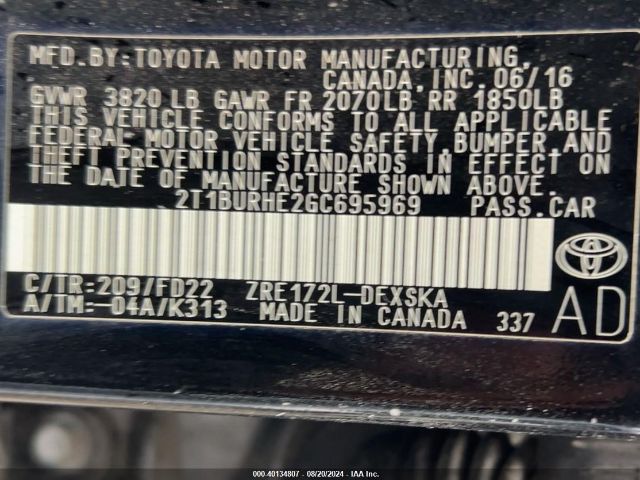 MFD.BY:TOYOTA MOTOR MANUFACTURING,
CANADA, INC. 06/16
GVWR 3820 LB GAWR FR 2070LB RR 1850LB
THIS VEHICLE CONFORMS TO ALL APPLICABLE
FEDERAL MOTOR VEHICLE SAFETY,BUMPER,AND
THEFT PREVENTION STANDARDS IN EFFECT ON
THE DATE OF MANUFACTURE SHOWN ABOVE.
2T1BURHE2GC695969 PASS.CAR
C/TR:209/FD22 ZRE172L-DEXSKA
A/TM:-04A/K313 MADE IN CANADA 337
AD
000-40134807 - 08/20/2024 - IAA Inc.